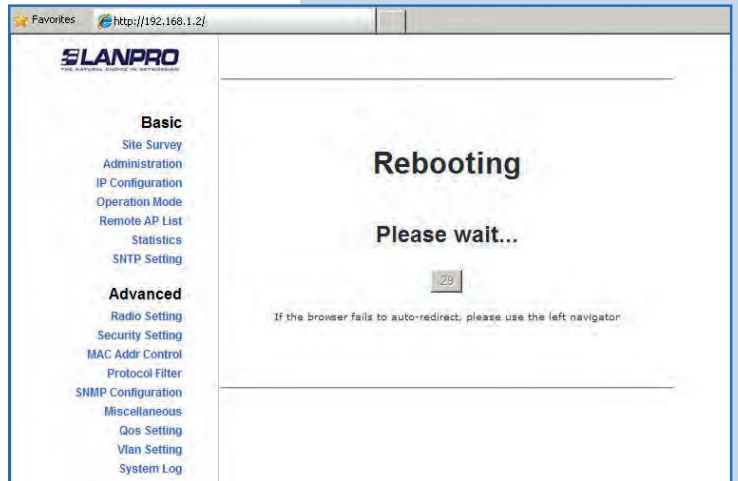 Favorites http://192.168.1.2/
LANPRO
THE NATURAL CHOICE IN NETWORKING
Basic
Site Survey
Administration
IP Configuration
Operation Mode
Remote AP List
Statistics
SNTP Setting
Advanced
Radio Setting
Security Setting
MAC Addr Control
Protocol Filter
SNMP Configuration
Miscellaneous
Qos Setting
Vlan Setting
System Log
Rebooting
Please wait...
29
If the browser fails to auto-redirect, please use the left navigator